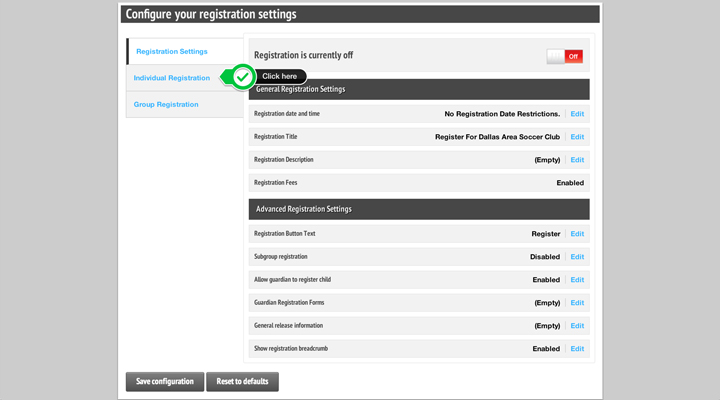 Configure your registration settings
Registration Settings
Individual Registration
Group Registration
Click here
Registration is currently off
Off
General Registration Settings
Registration date and time No Registration Date Restrictions. Edit
Registration Title Register For Dallas Area Soccer Club Edit
Registration Description (Empty) Edit
Registration Fees Enabled
Advanced Registration Settings
Registration Button Text Register Edit
Subgroup registration Disabled Edit
Allow guardian to register child Enabled Edit
Guardian Registration Forms (Empty) Edit
General release information (Empty) Edit
Show registration breadcrumb Enabled Edit
Save configuration Reset to defaults